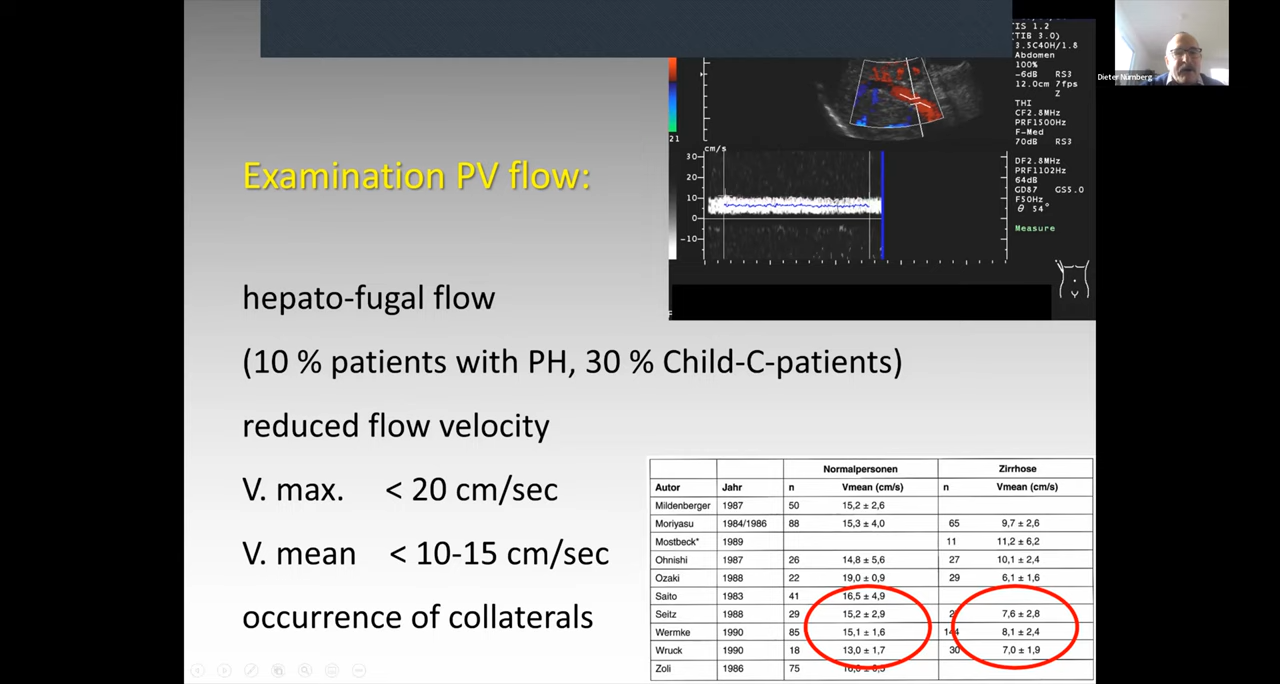 Dieter Nürnberg
TIS 1.2
(TIB 3.0)
3.5C40H/1.8
Abdomen
100%
-6dB RS3
12.0cm 7fps
Z
THI
CF2.8MHz
PRF1500Hz
F-Med
70dB RS3
DF2.8MHz
PRF1102Hz
64dB
GD87 GS5.0
F50Hz
θ 54°
Measure
21
cm/s
30
20
10
0
-10
Examination PV flow:
hepato-fugal flow
(10 % patients with PH, 30 % Child-C-patients)
reduced flow velocity
V. max. < 20 cm/sec
V. mean < 10-15 cm/sec
occurrence of collaterals
Normalpersonen Zirrhose
Autor Jahr n Vmean (cm/s) n Vmean (cm/s)
Mildenberger 1987 50 15,2 ± 2,6
Moriyasu 1984/1986 88 15,3 ± 4,0 65 9,7 ± 2,6
Mostbeck* 1989 11 11,2 ± 6,2
Ohnishi 1987 26 14,8 ± 5,6 27 10,1 ± 2,4
Ozaki 1988 22 19,0 ± 0,9 29 6,1 ± 1,6
Saito 1983 41 16,5 ± 4,9
Seitz 1988 29 15,2 ± 2,9 7,6 ± 2,8
Wermke 1990 85 15,1 ± 1,6 144 8,1 ± 2,4
Wruck 1990 18 13,0 ± 1,7 30 7,0 ± 1,9
Zoli 1986 75